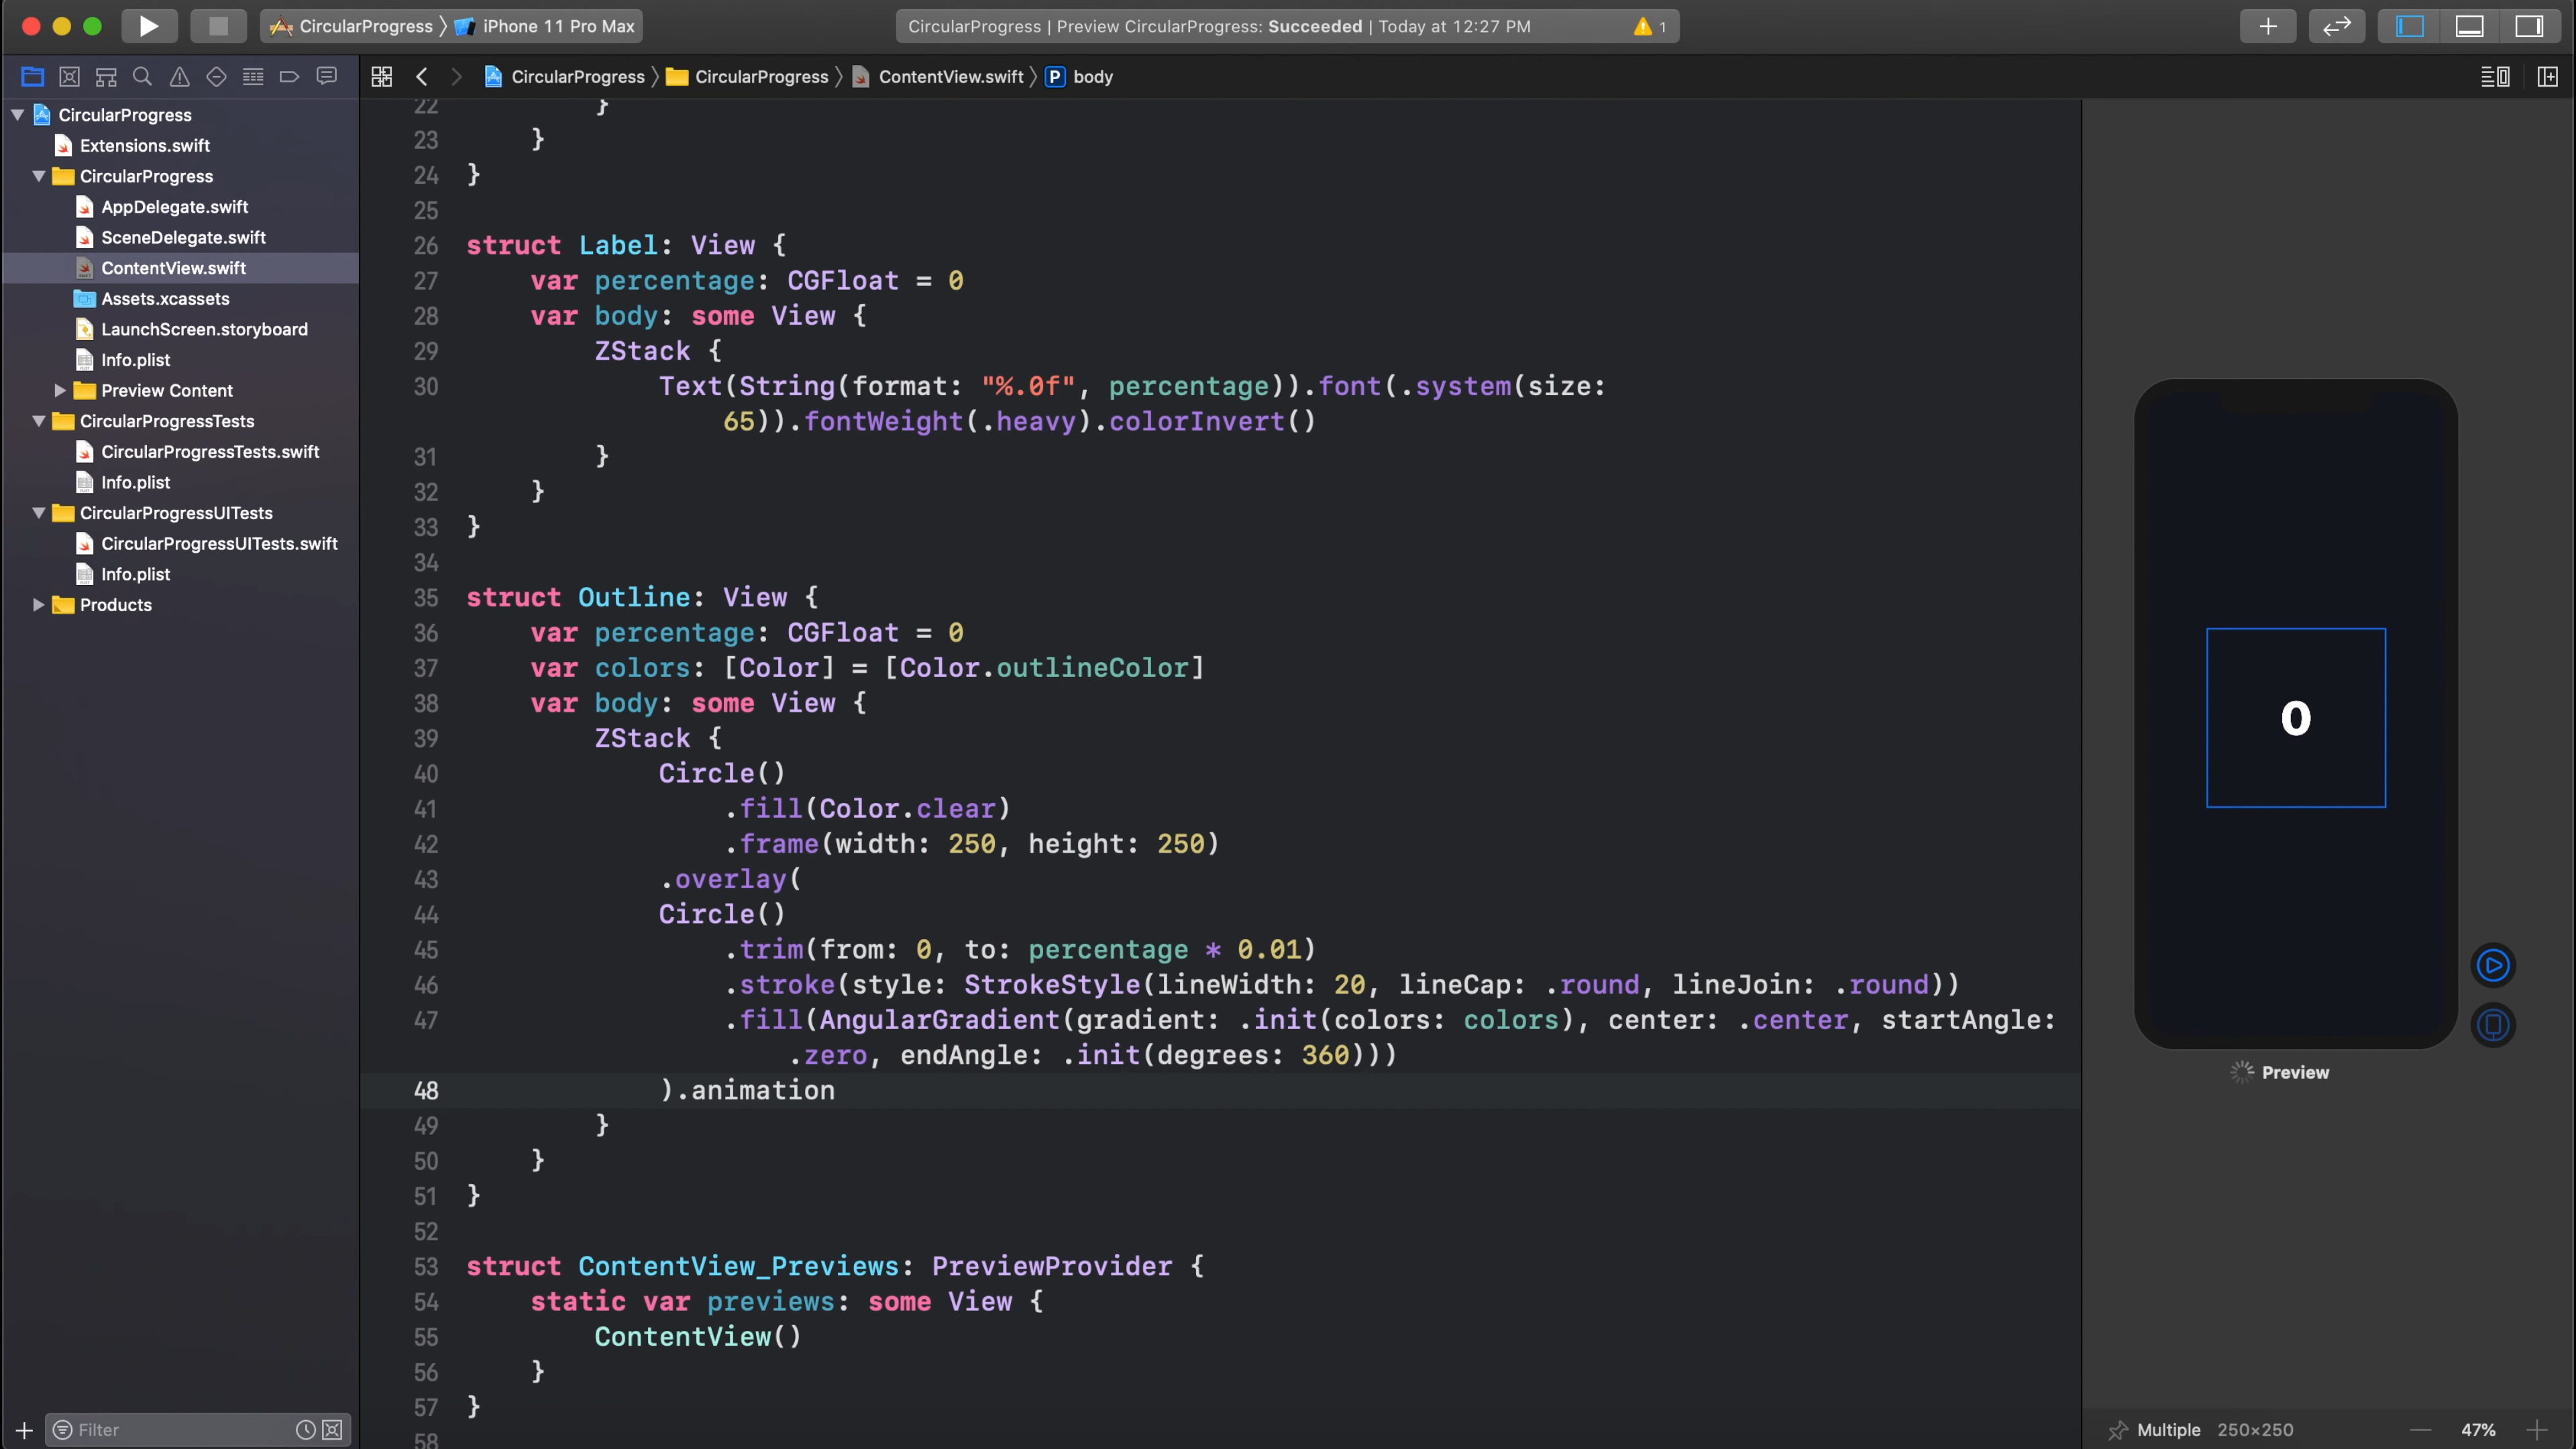 CircularProgress 〉 iPhone 11 Pro Max
CircularProgress | Preview CircularProgress: Succeeded | Today at 12:27 PM
1
CircularProgress 〉 CircularProgress 〉 ContentView.swift 〉 P body
CircularProgress
Extensions.swift
CircularProgress
AppDelegate.swift
SceneDelegate.swift
ContentView.swift
Assets.xcassets
LaunchScreen.storyboard
Info.plist
Preview Content
CircularProgressTests
CircularProgressTests.swift
Info.plist
CircularProgressUITests
CircularProgressUITests.swift
Info.plist
Products
Filter
22 }
23 }
24 }
25
26 struct Label: View {
27 var percentage: CGFloat = 0
28 var body: some View {
29 ZStack {
30 Text(String(format: "%.0f", percentage)).font(.system(size:
65)).fontWeight(.heavy).colorInvert()
31 }
32 }
33 }
34
35 struct Outline: View {
36 var percentage: CGFloat = 0
37 var colors: [Color] = [Color.outlineColor]
38 var body: some View {
39 ZStack {
40 Circle()
41 .fill(Color.clear)
42 .frame(width: 250, height: 250)
43 .overlay(
44 Circle()
45 .trim(from: 0, to: percentage * 0.01)
46 .stroke(style: StrokeStyle(lineWidth: 20, lineCap: .round, lineJoin: .round))
47 .fill(AngularGradient(gradient: .init(colors: colors), center: .center, startAngle:
.zero, endAngle: .init(degrees: 360)))
48 ).animation
49 }
50 }
51 }
52
53 struct ContentView_Previews: PreviewProvider {
54 static var previews: some View {
55 ContentView()
56 }
57 }
58
0
Preview
Multiple 250×250
47%